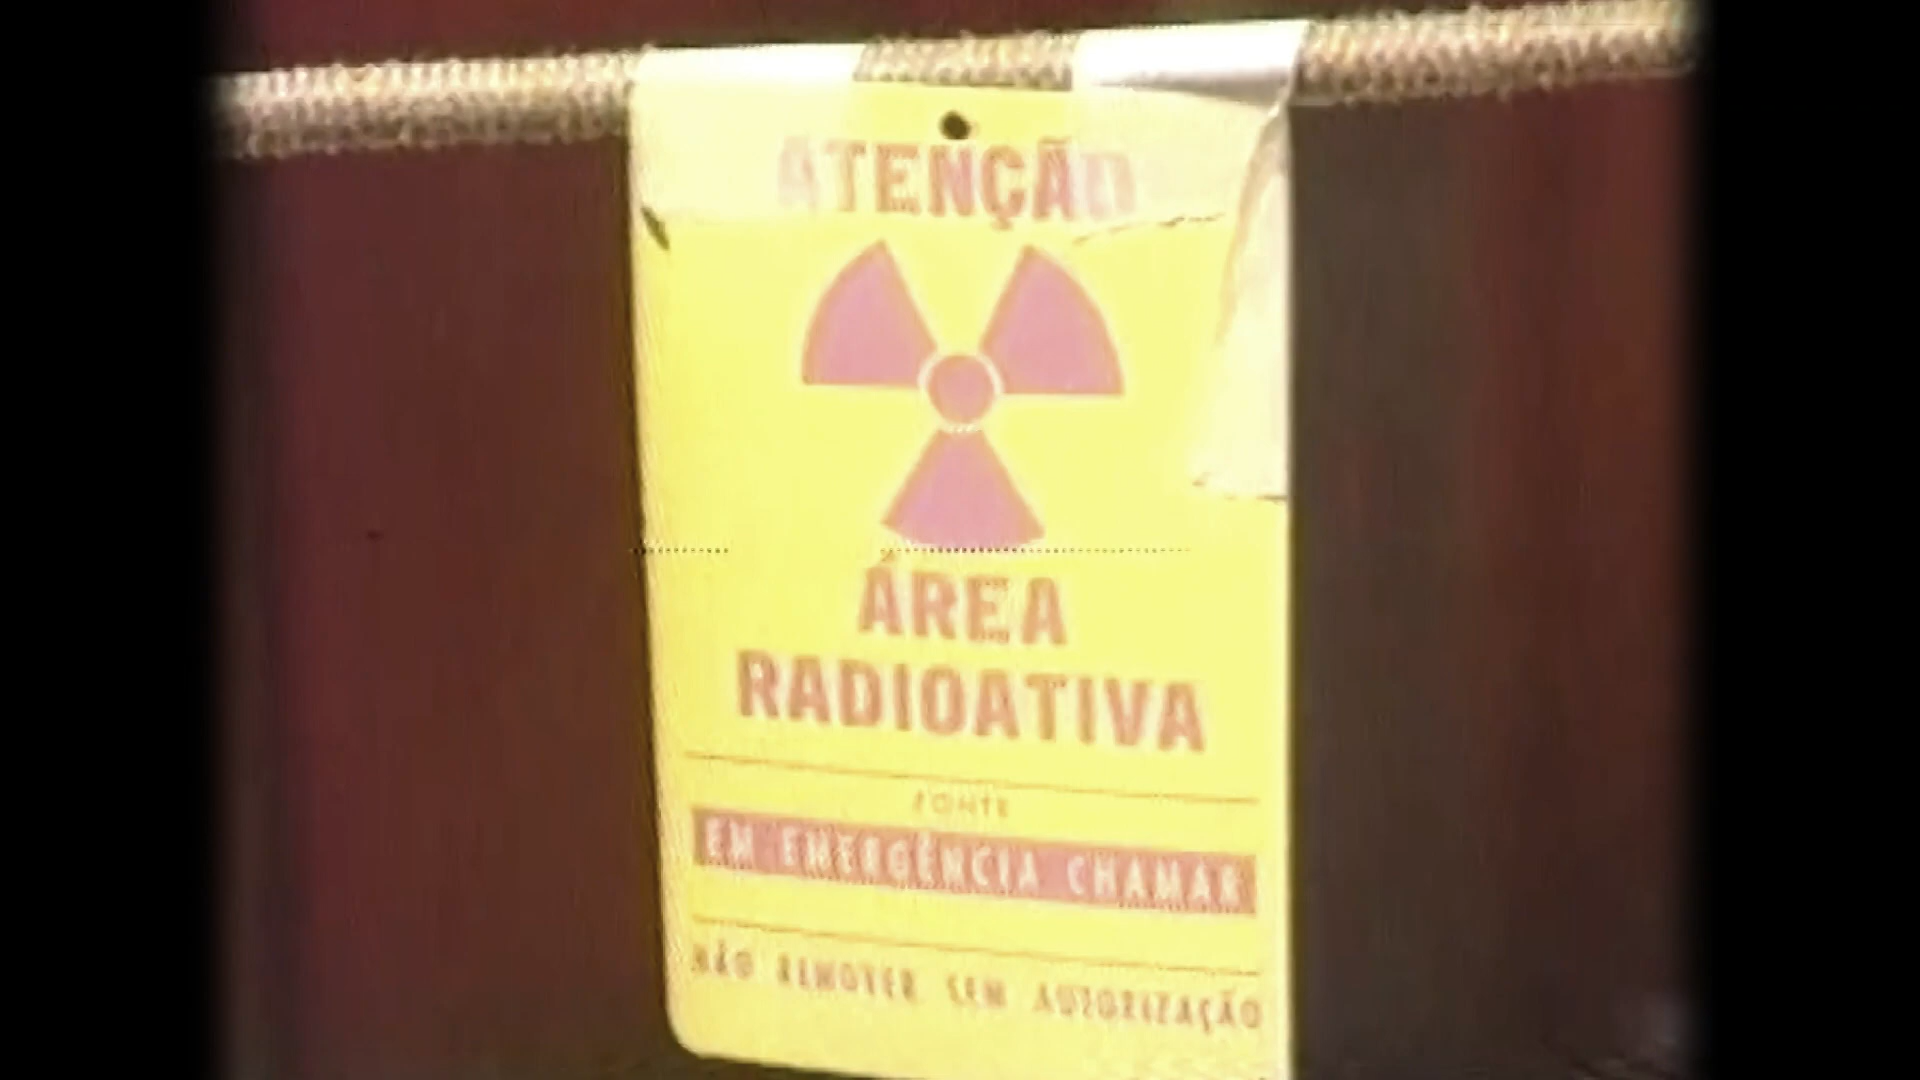 ATENÇÃO
ÁREA
RADIOATIVA
FONTE
EM EMERGÊNCIA CHAMAR
NÃO REMOVER SEM AUTORIZAÇÃO